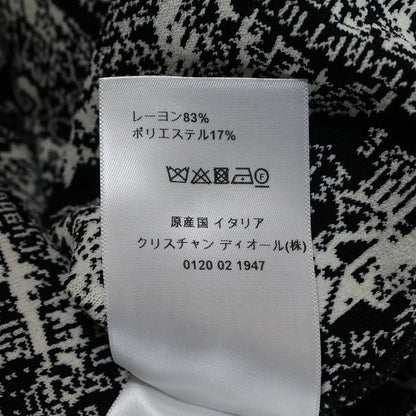 レーヨン83%
ポリエステル17%
原産国 イタリア
クリスチャン ディオール(株)
0120 02 1947